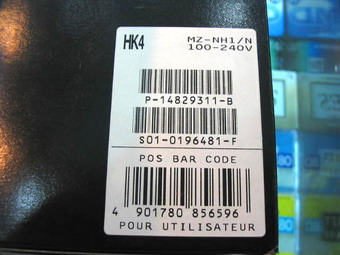 HK4 MZ-NH1/N
100-240V
P-14829311-B
S01-0196481-F
POS BAR CODE
4 901780 856596
POUR UTILISATEUR